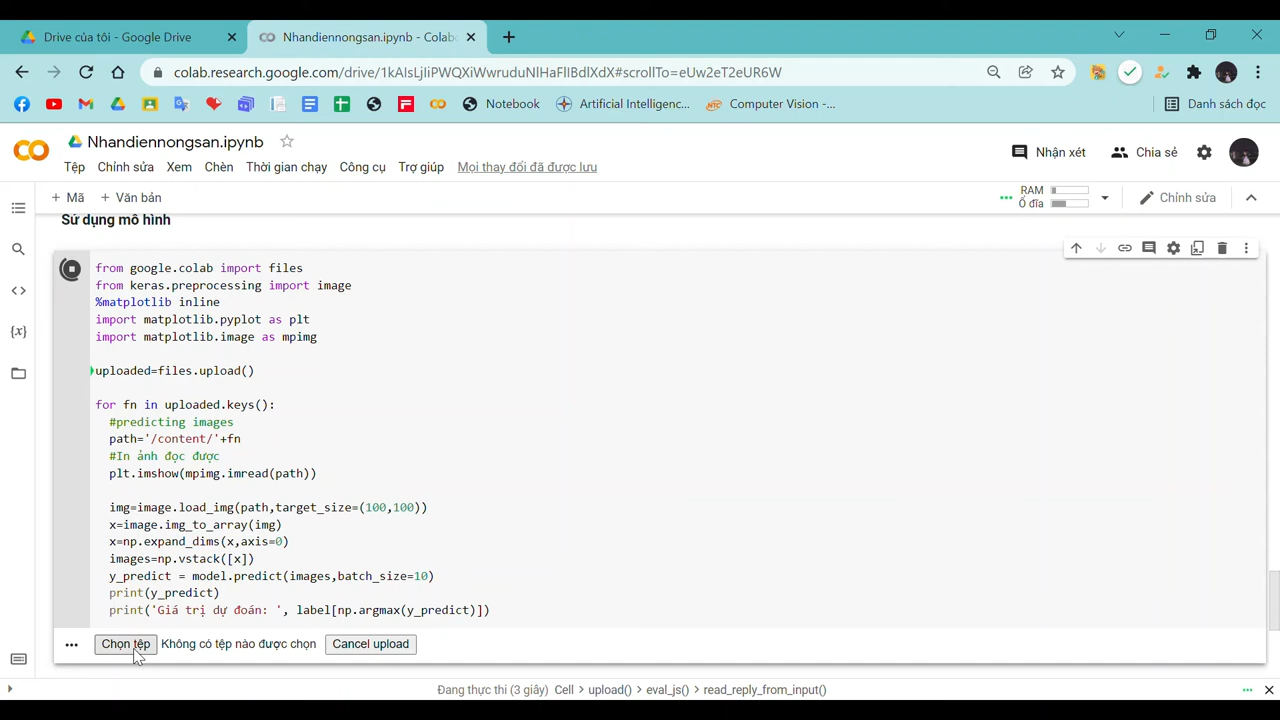 Drive của tôi - Google Drive
Nhandiennongsan.ipynb - Colab
colab.research.google.com/drive/1kAIsLjIiPWQXiWwruduNlHaFlIBdlXdX#scrollTo=eUw2eT2eUR6W
Notebook
Artificial Intelligenc...
Computer Vision -...
Danh sách đọc
Nhandiennongsan.ipynb
Tệp Chỉnh sửa Xem Chèn Thời gian chạy Công cụ Trợ giúp Mọi thay đổi đã được lưu
Nhận xét
Chia sẻ
+ Mã + Văn bản
RAM
Ổ đĩa
Chỉnh sửa
Sử dụng mô hình
from google.colab import files
from keras.preprocessing import image
%matplotlib inline
import matplotlib.pyplot as plt
import matplotlib.image as mpimg
uploaded=files.upload()
for fn in uploaded.keys():
#predicting images
path='/content/'+fn
#In ảnh đọc được
plt.imshow(mpimg.imread(path))
img=image.load_img(path,target_size=(100,100))
x=image.img_to_array(img)
x=np.expand_dims(x,axis=0)
images=np.vstack([x])
y_predict = model.predict(images,batch_size=10)
print(y_predict)
print('Giá trị dự đoán: ', label[np.argmax(y_predict)])
Chọn tệp Không có tệp nào được chọn Cancel upload
Đang thực thi (3 giây) Cell > upload() > eval_js() > read_reply_from_input()